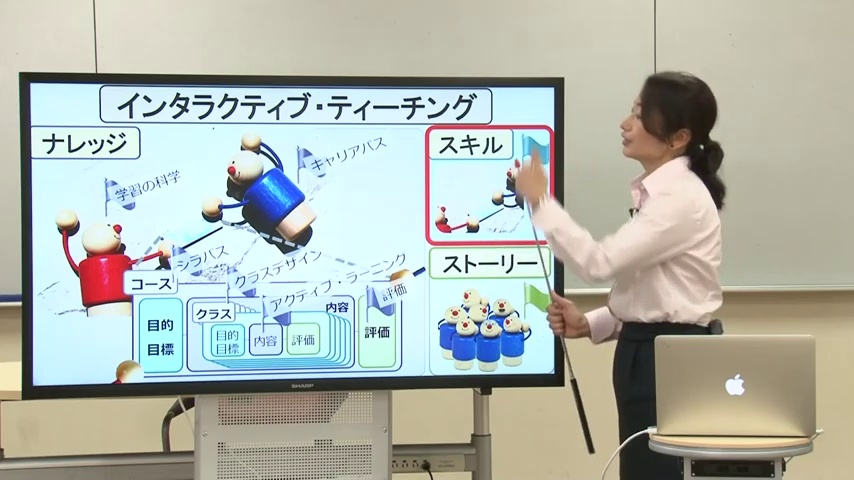 インタラクティブ・ティーチング
ナレッジ
スキル
キャリアパス
学習の科学
シラバス
クラスデザイン
アクティブ・ラーニング
評価
ストーリー
コース
クラス
内容
目的
目標
目的
目標
内容
評価
評価
SHARP